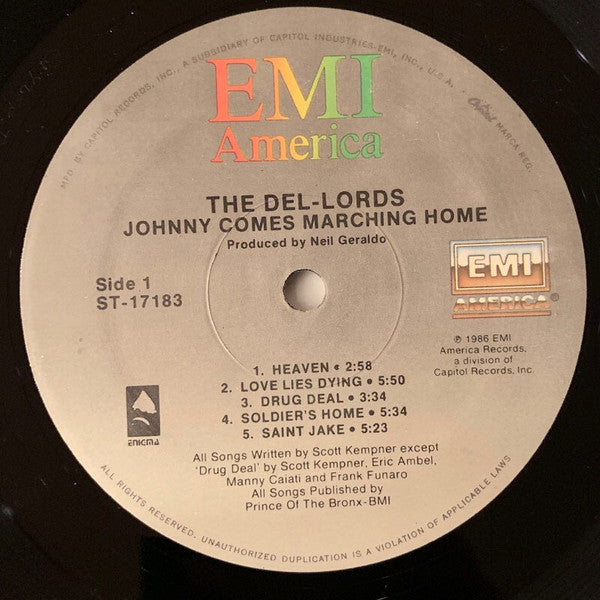 MFD. BY CAPITOL RECORDS, INC., A SUBSIDIARY OF CAPITOL INDUSTRIES-EMI, INC., U.S.A.
Capitol MARCA REG.
EMI
America
THE DEL-LORDS
JOHNNY COMES MARCHING HOME
Produced by Neil Geraldo
Side 1
ST-17183
EMI
AMERICA®
℗ 1986 EMI
America Records,
a division of
Capitol Records, Inc.
1. HEAVEN • 2:58
2. LOVE LIES DYING • 5:50
3. DRUG DEAL • 3:34
4. SOLDIER'S HOME • 5:34
5. SAINT JAKE • 5:23
ENIGMA
All Songs Written by Scott Kempner except
'Drug Deal' by Scott Kempner, Eric Ambel,
Manny Caiati and Frank Funaro
All Songs Published by
Prince Of The Bronx-BMI
ALL RIGHTS RESERVED. UNAUTHORIZED DUPLICATION IS A VIOLATION OF APPLICABLE LAWS